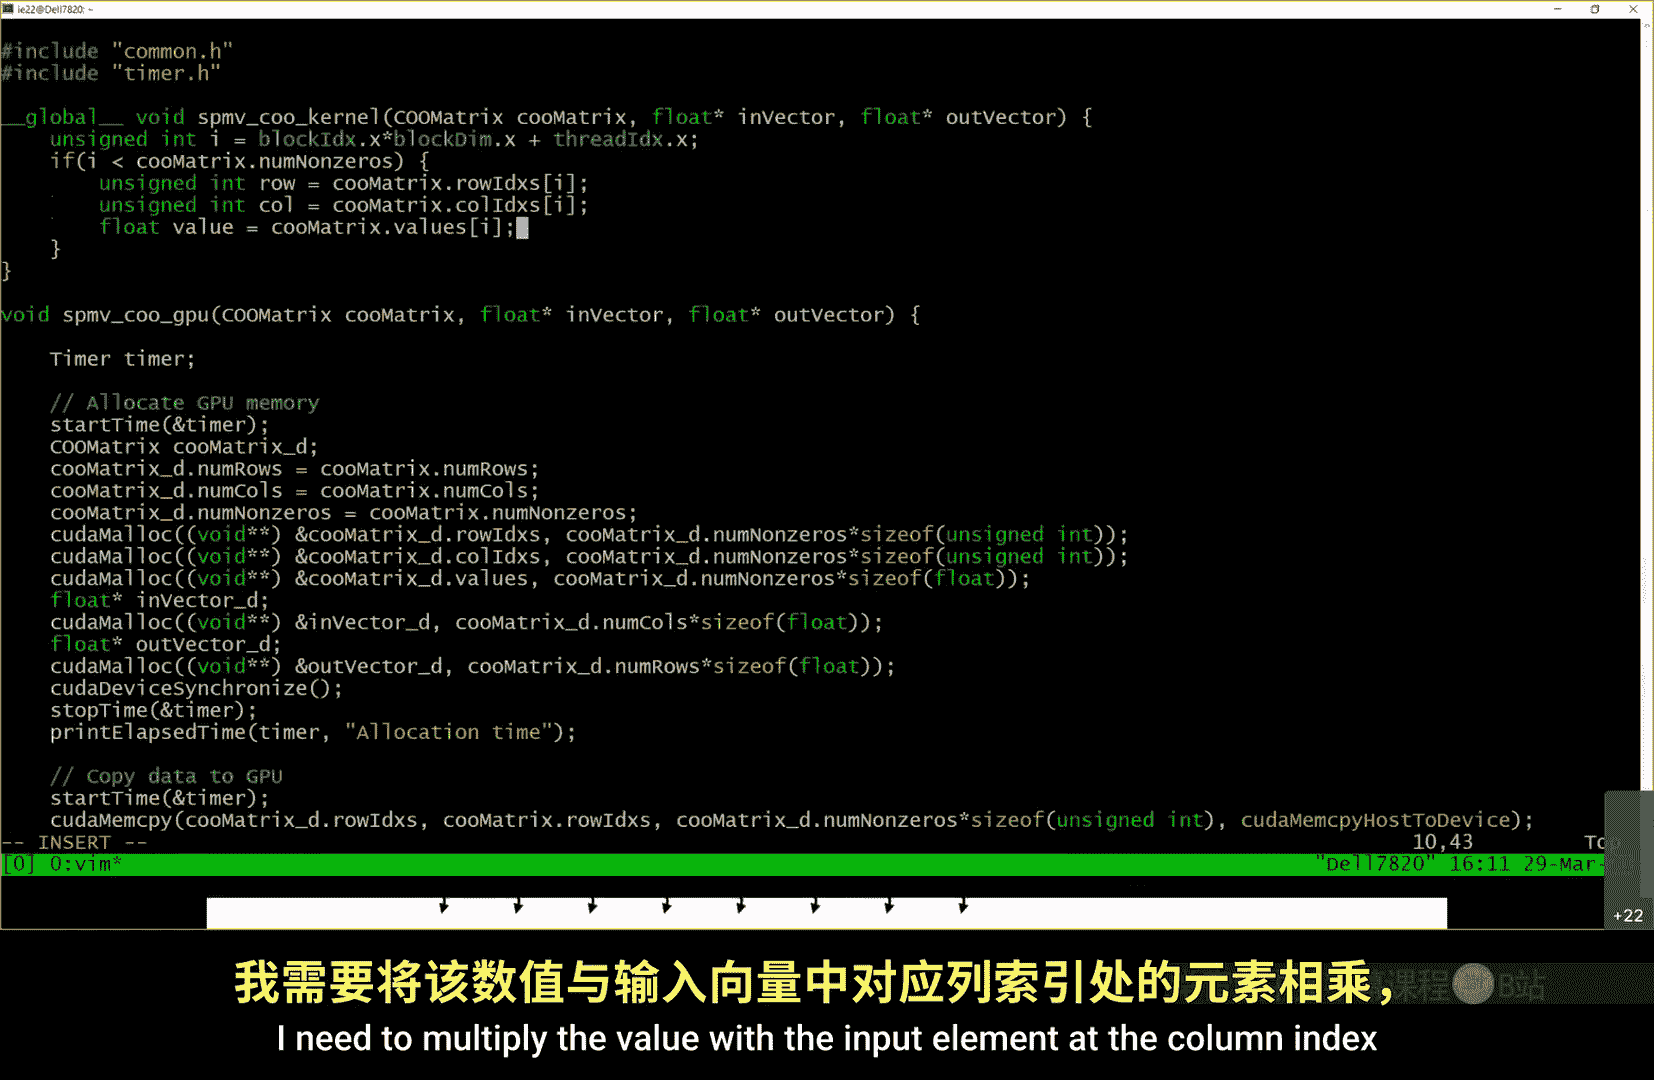 ie22@Dell7820: ~
#include "common.h"
#include "timer.h"
__global__ void spmv_coo_kernel(COOMatrix cooMatrix, float* inVector, float* outVector) {
    unsigned int i = blockIdx.x*blockDim.x + threadIdx.x;
    if(i < cooMatrix.numNonzeros) {
        unsigned int row = cooMatrix.rowIdxs[i];
        unsigned int col = cooMatrix.colIdxs[i];
        float value = cooMatrix.values[i];
    }
}
void spmv_coo_gpu(COOMatrix cooMatrix, float* inVector, float* outVector) {
    Timer timer;
    // Allocate GPU memory
    startTime(&timer);
    COOMatrix cooMatrix_d;
    cooMatrix_d.numRows = cooMatrix.numRows;
    cooMatrix_d.numCols = cooMatrix.numCols;
    cooMatrix_d.numNonzeros = cooMatrix.numNonzeros;
    cudaMalloc((void**) &cooMatrix_d.rowIdxs, cooMatrix_d.numNonzeros*sizeof(unsigned int));
    cudaMalloc((void**) &cooMatrix_d.colIdxs, cooMatrix_d.numNonzeros*sizeof(unsigned int));
    cudaMalloc((void**) &cooMatrix_d.values, cooMatrix_d.numNonzeros*sizeof(float));
    float* inVector_d;
    cudaMalloc((void**) &inVector_d, cooMatrix_d.numCols*sizeof(float));
    float* outVector_d;
    cudaMalloc((void**) &outVector_d, cooMatrix_d.numRows*sizeof(float));
    cudaDeviceSynchronize();
    stopTime(&timer);
    printElapsedTime(timer, "Allocation time");
    // Copy data to GPU
    startTime(&timer);
    cudaMemcpy(cooMatrix_d.rowIdxs, cooMatrix.rowIdxs, cooMatrix_d.numNonzeros*sizeof(unsigned int), cudaMemcpyHostToDevice);
-- INSERT -- 10,43 Top
[0] 0:vim* "Dell7820" 16:11 29-Mar-
+22
我需要将该数值与输入向量中对应列索引处的元素相乘，
课程 B站
I need to multiply the value with the input element at the column index